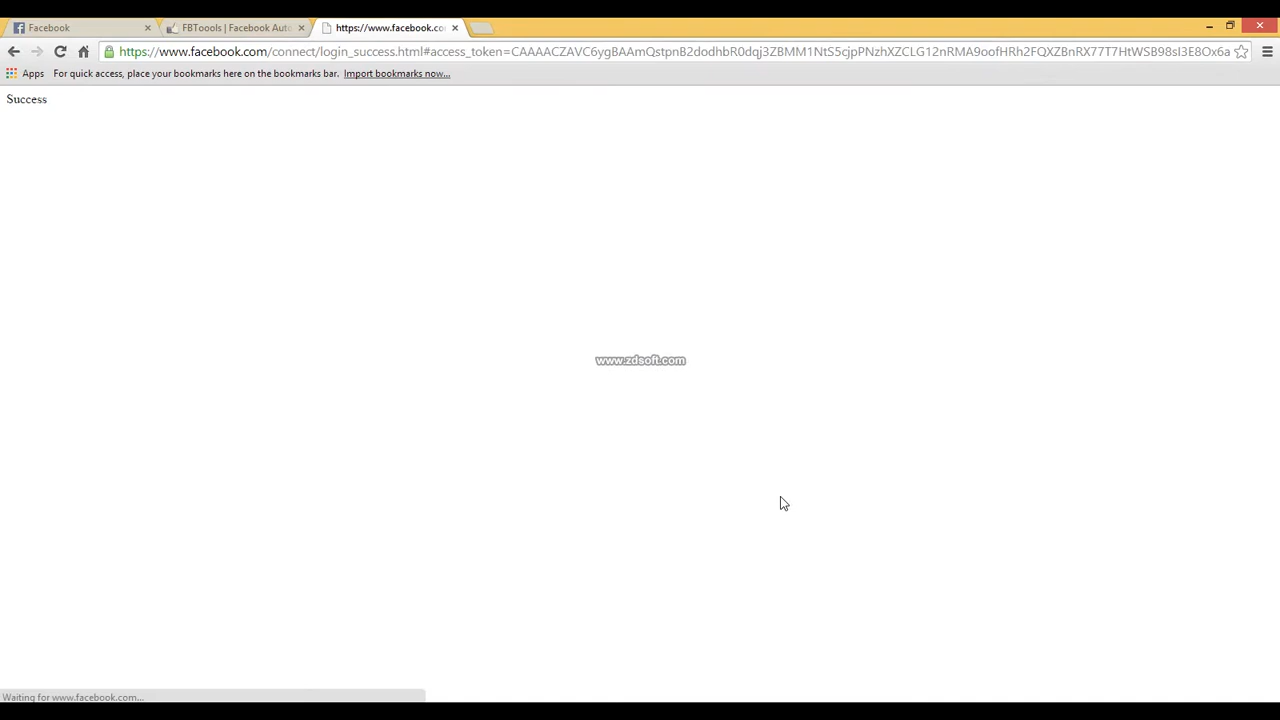 Facebook
FBToools | Facebook Auto
https://www.facebook.co
https://www.facebook.com/connect/login_success.html#access_token=CAAAACZAVC6ygBAAmQstpnB2dodhbR0dqj3ZBMM1NtS5cjpPNzhXZCLG12nRMA9oofHRh2FQXZBnRX77T7HtWSB98sI3E8Ox6a
Apps
For quick access, place your bookmarks here on the bookmarks bar. Import bookmarks now...
Success
www.zdsoft.com
Waiting for www.facebook.com...